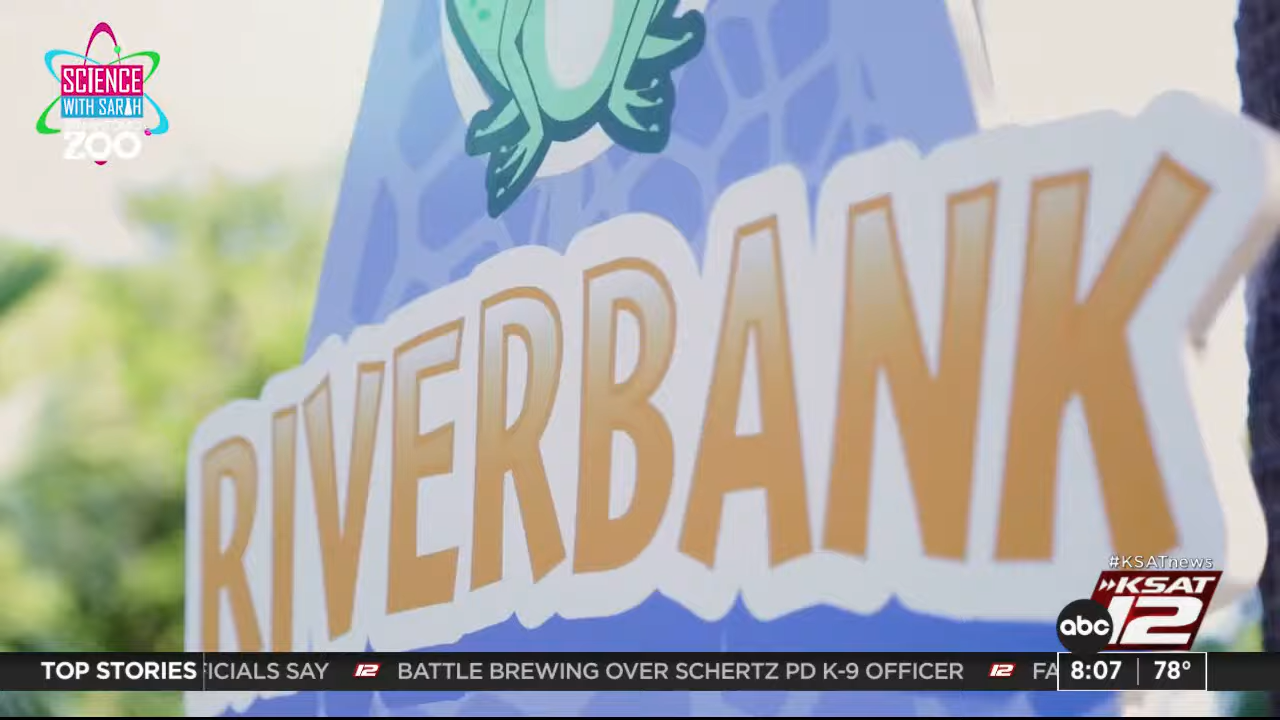 SCIENCE
WITH SARAH
ZOO
RIVERBANK
#KSATnews
KSAT
abc 12
TOP STORIES ICIALS SAY 12 BATTLE BREWING OVER SCHERTZ PD K-9 OFFICER 12 FA 8:07 78°